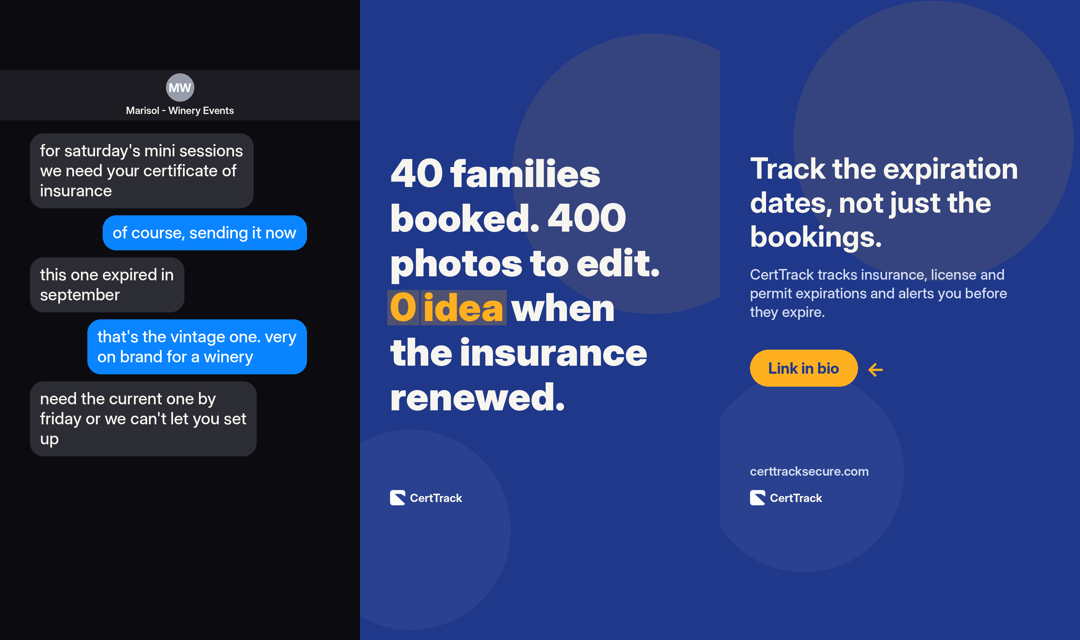 MW
Marisol - Winery Events
for saturday's mini sessions
we need your certificate of
insurance
of course, sending it now
this one expired in
september
that's the vintage one. very
on brand for a winery
need the current one by
friday or we can't let you set
up
40 families
booked. 400
photos to edit.
0 idea when
the insurance
renewed.
CertTrack
Track the expiration
dates, not just the
bookings.
CertTrack tracks insurance, license and
permit expirations and alerts you before
they expire.
Link in bio
certtracksecure.com
CertTrack